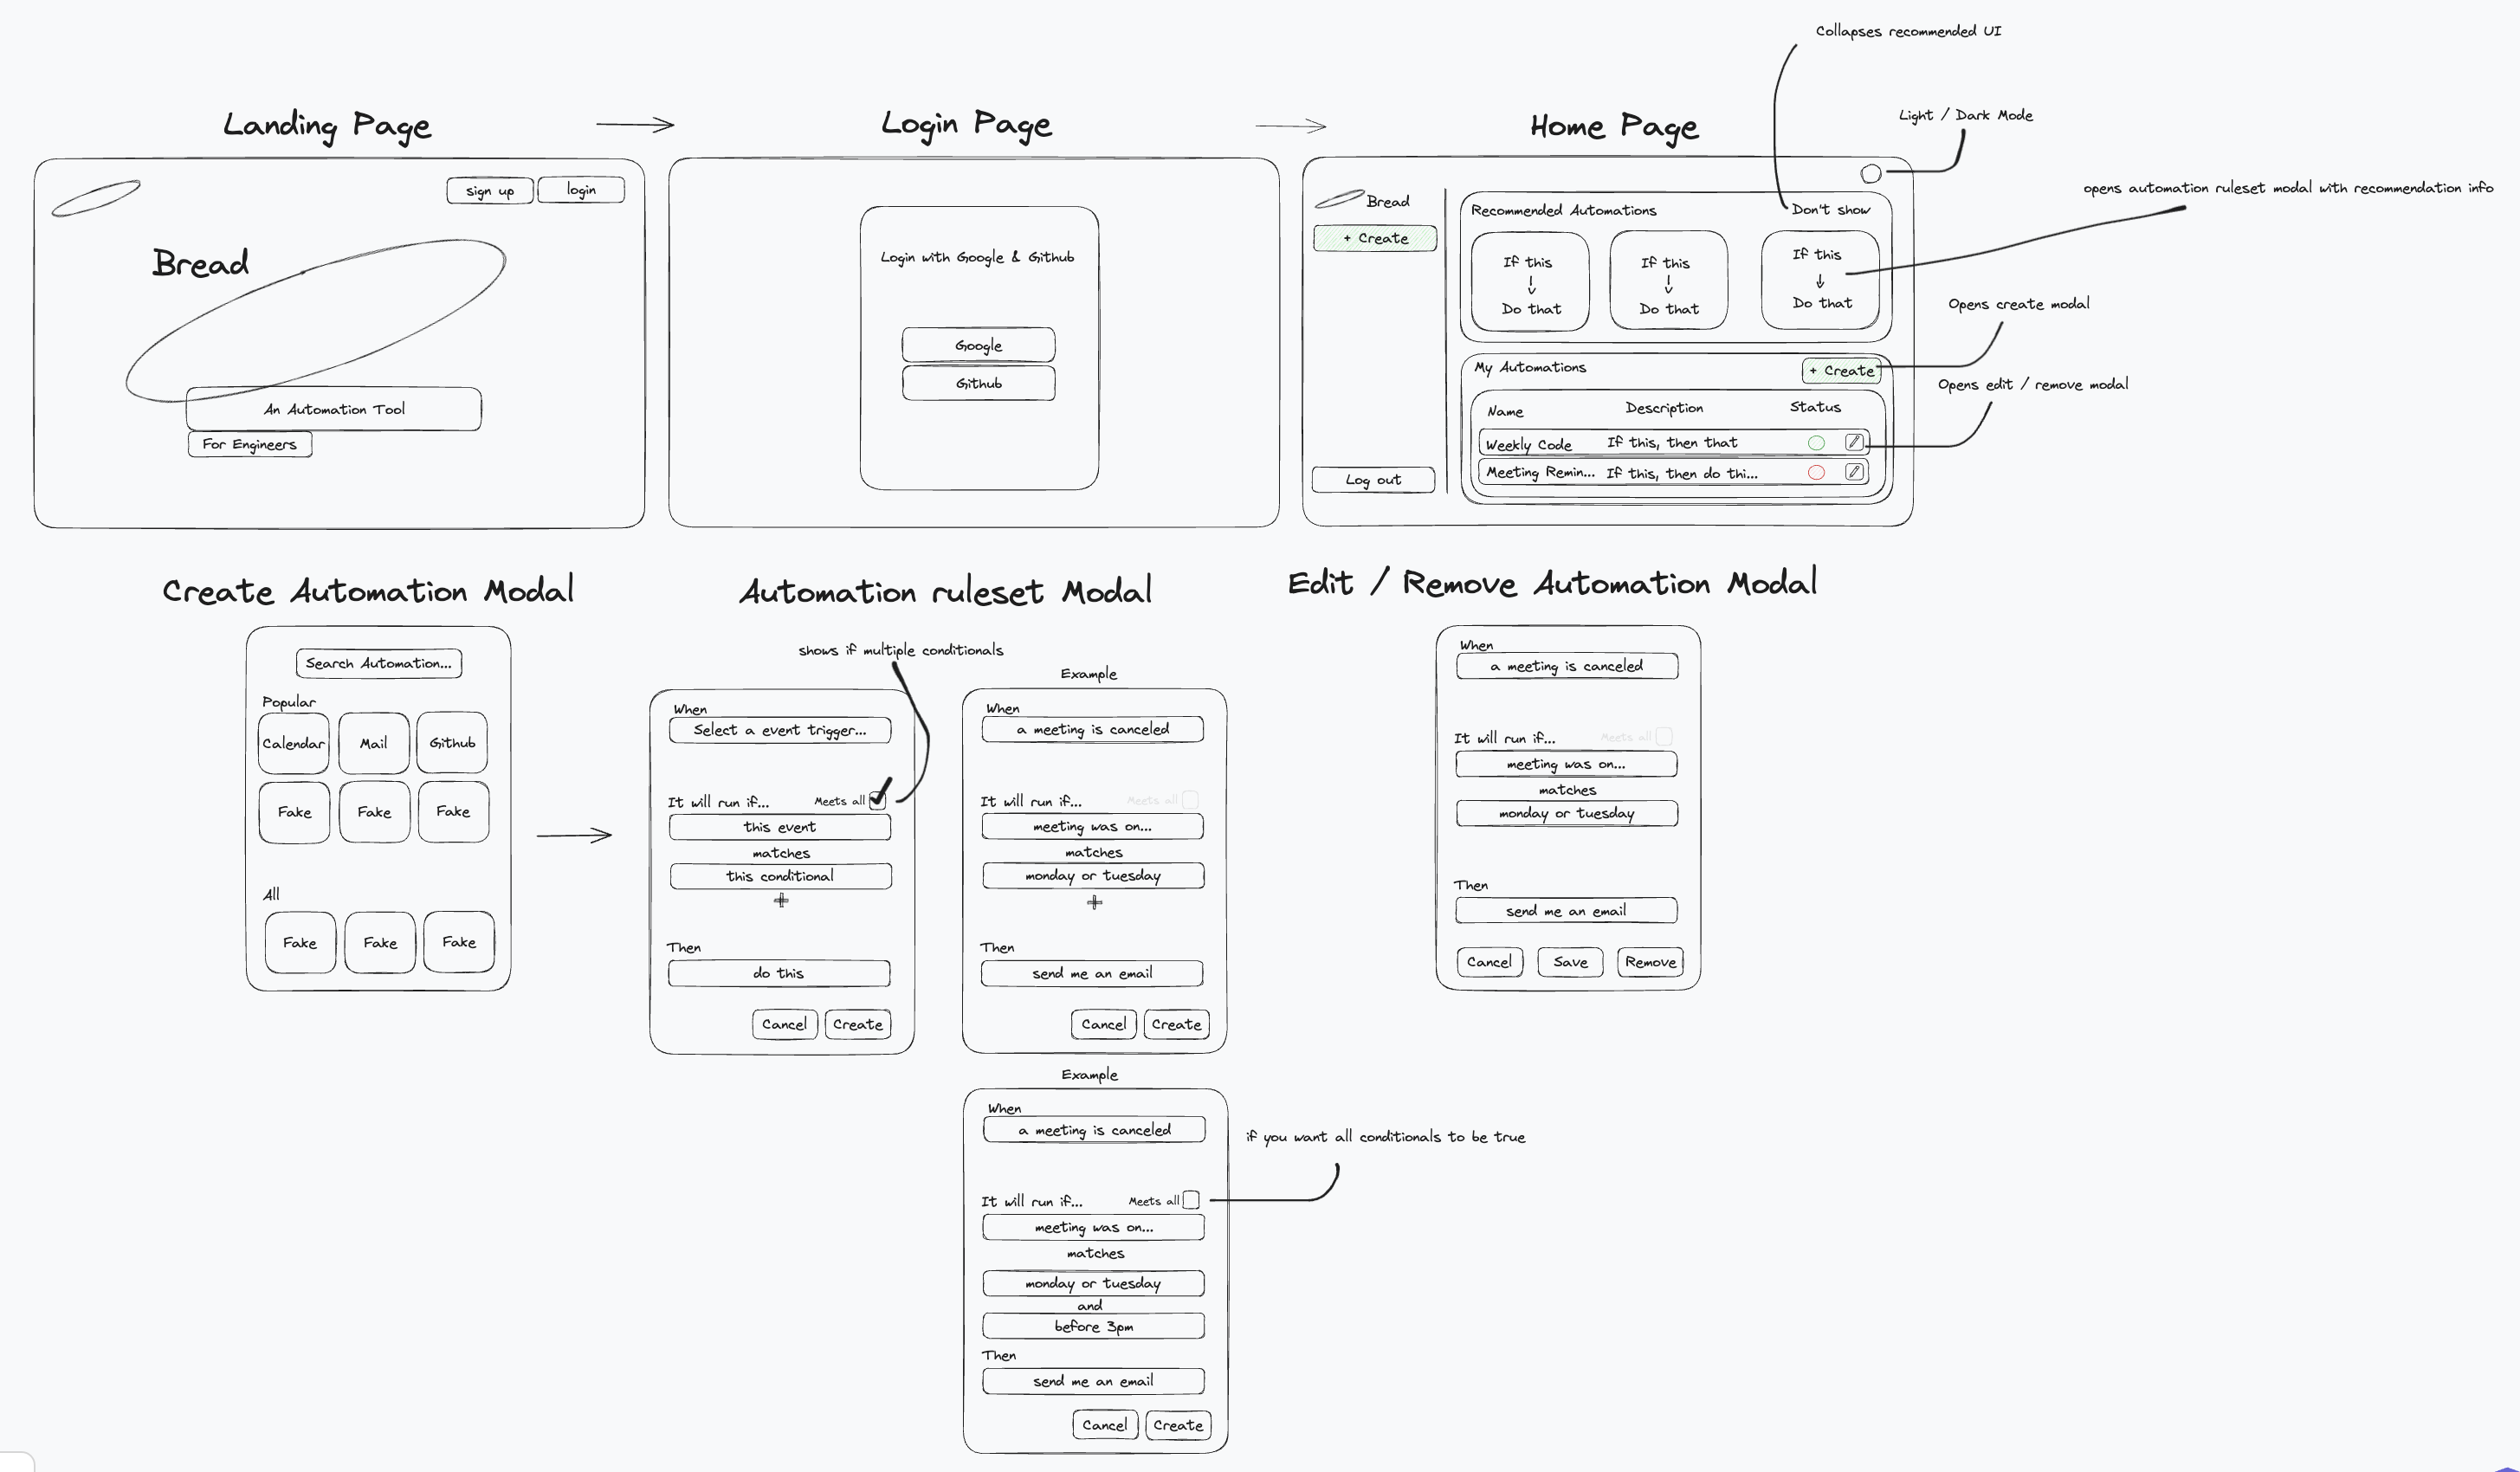 Collapses recommended UI
Light / Dark Mode
Landing Page
Login Page
Home Page
opens automation ruleset modal with recommendation info
sign up
login
Bread
An Automation Tool
For Engineers
Login with Google & Github
Google
Github
Bread
+ Create
Log out
Recommended Automations
Don't show
If this
Do that
If this
Do that
If this
Do that
Opens create modal
My Automations
+ Create
Opens edit / remove modal
Name
Description
Status
Weekly Code
If this, then that
Meeting Remin...
If this, then do thi...
Create Automation Modal
Automation ruleset Modal
Edit / Remove Automation Modal
Search Automation...
Popular
Calendar
Mail
Github
Fake
Fake
Fake
All
Fake
Fake
Fake
shows if multiple conditionals
When
Select a event trigger...
It will run if...
Meets all
this event
matches
this conditional
Then
do this
Cancel
Create
Example
When
a meeting is canceled
It will run if...
Meets all
meeting was on...
matches
monday or tuesday
Then
send me an email
Cancel
Create
When
a meeting is canceled
It will run if...
Meets all
meeting was on...
matches
monday or tuesday
Then
send me an email
Cancel
Save
Remove
Example
When
a meeting is canceled
if you want all conditionals to be true
It will run if...
Meets all
meeting was on...
matches
monday or tuesday
and
before 3pm
Then
send me an email
Cancel
Create